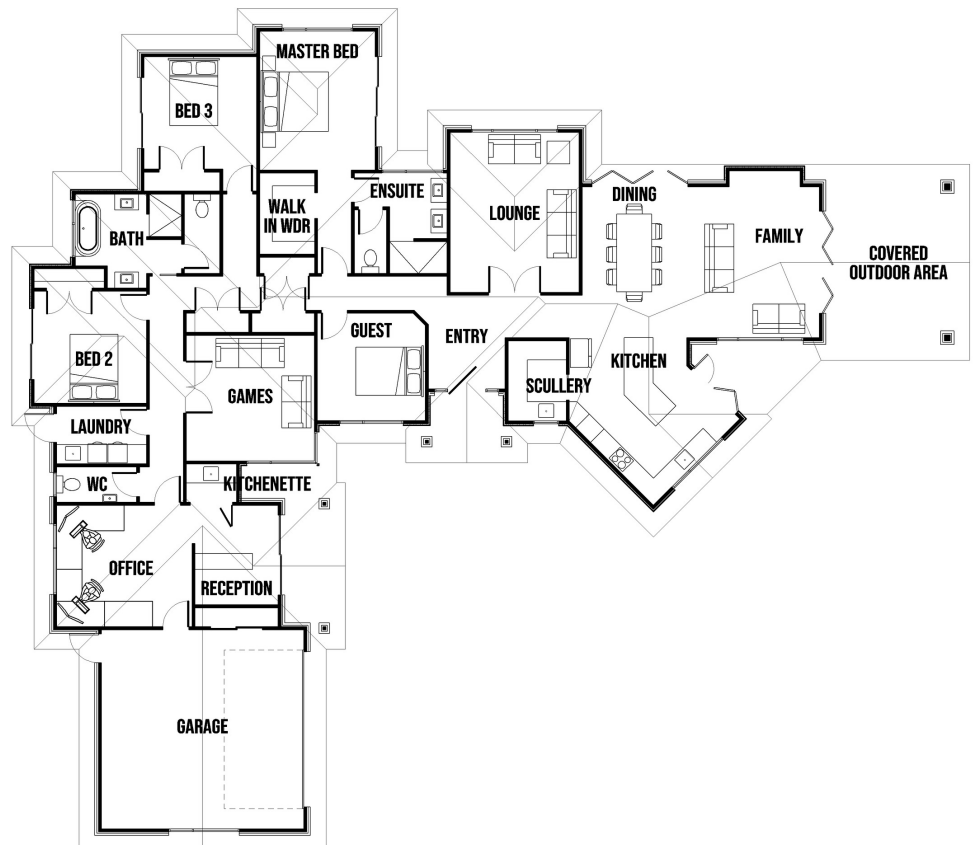 MASTER BED
BED 3
ENSUITE
WALK
IN WDR
LOUNGE
DINING
FAMILY
BATH
COVERED
OUTDOOR AREA
GUEST
ENTRY
BED 2
KITCHEN
SCULLERY
GAMES
LAUNDRY
WC
KITCHENETTE
OFFICE
RECEPTION
GARAGE